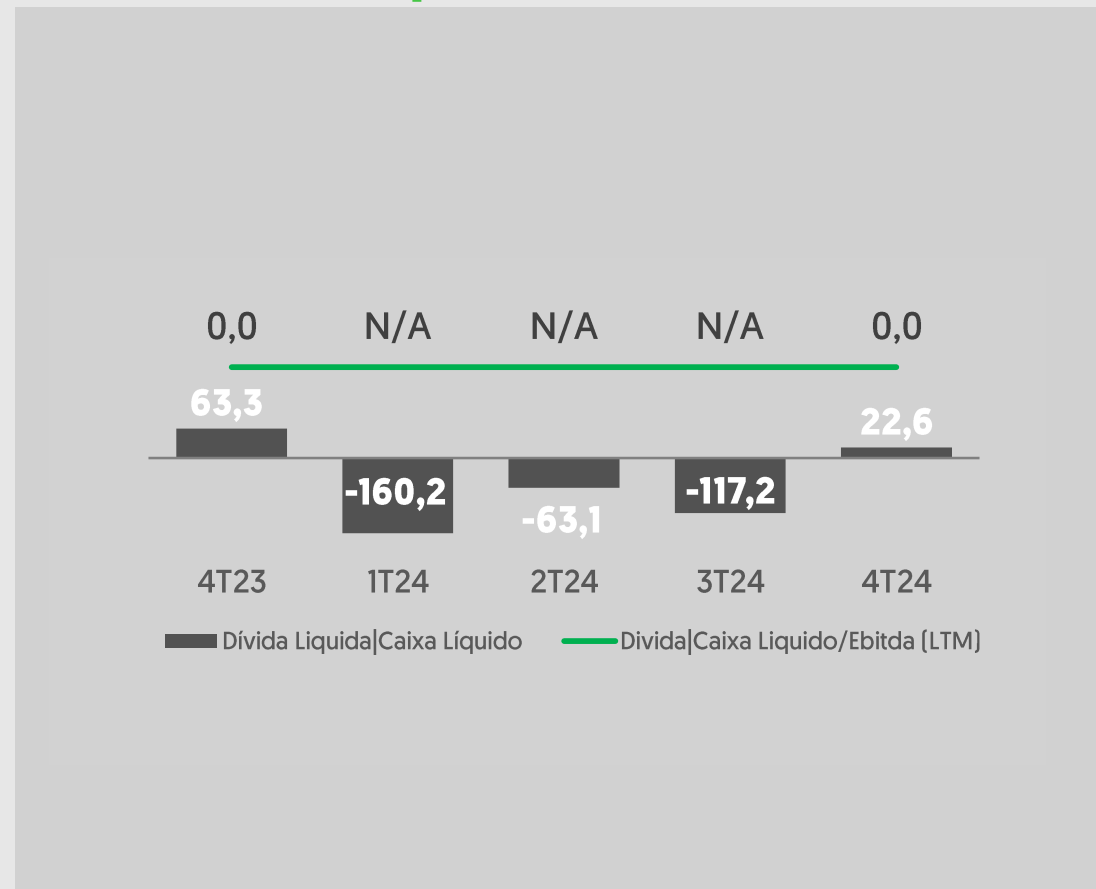 0,0 N/A N/A N/A 0,0
63,3 22,6
-160,2 -63,1 -117,2
4T23 1T24 2T24 3T24 4T24
Dívida Liquida|Caixa Líquido Divida|Caixa Liquido/Ebitda (LTM)